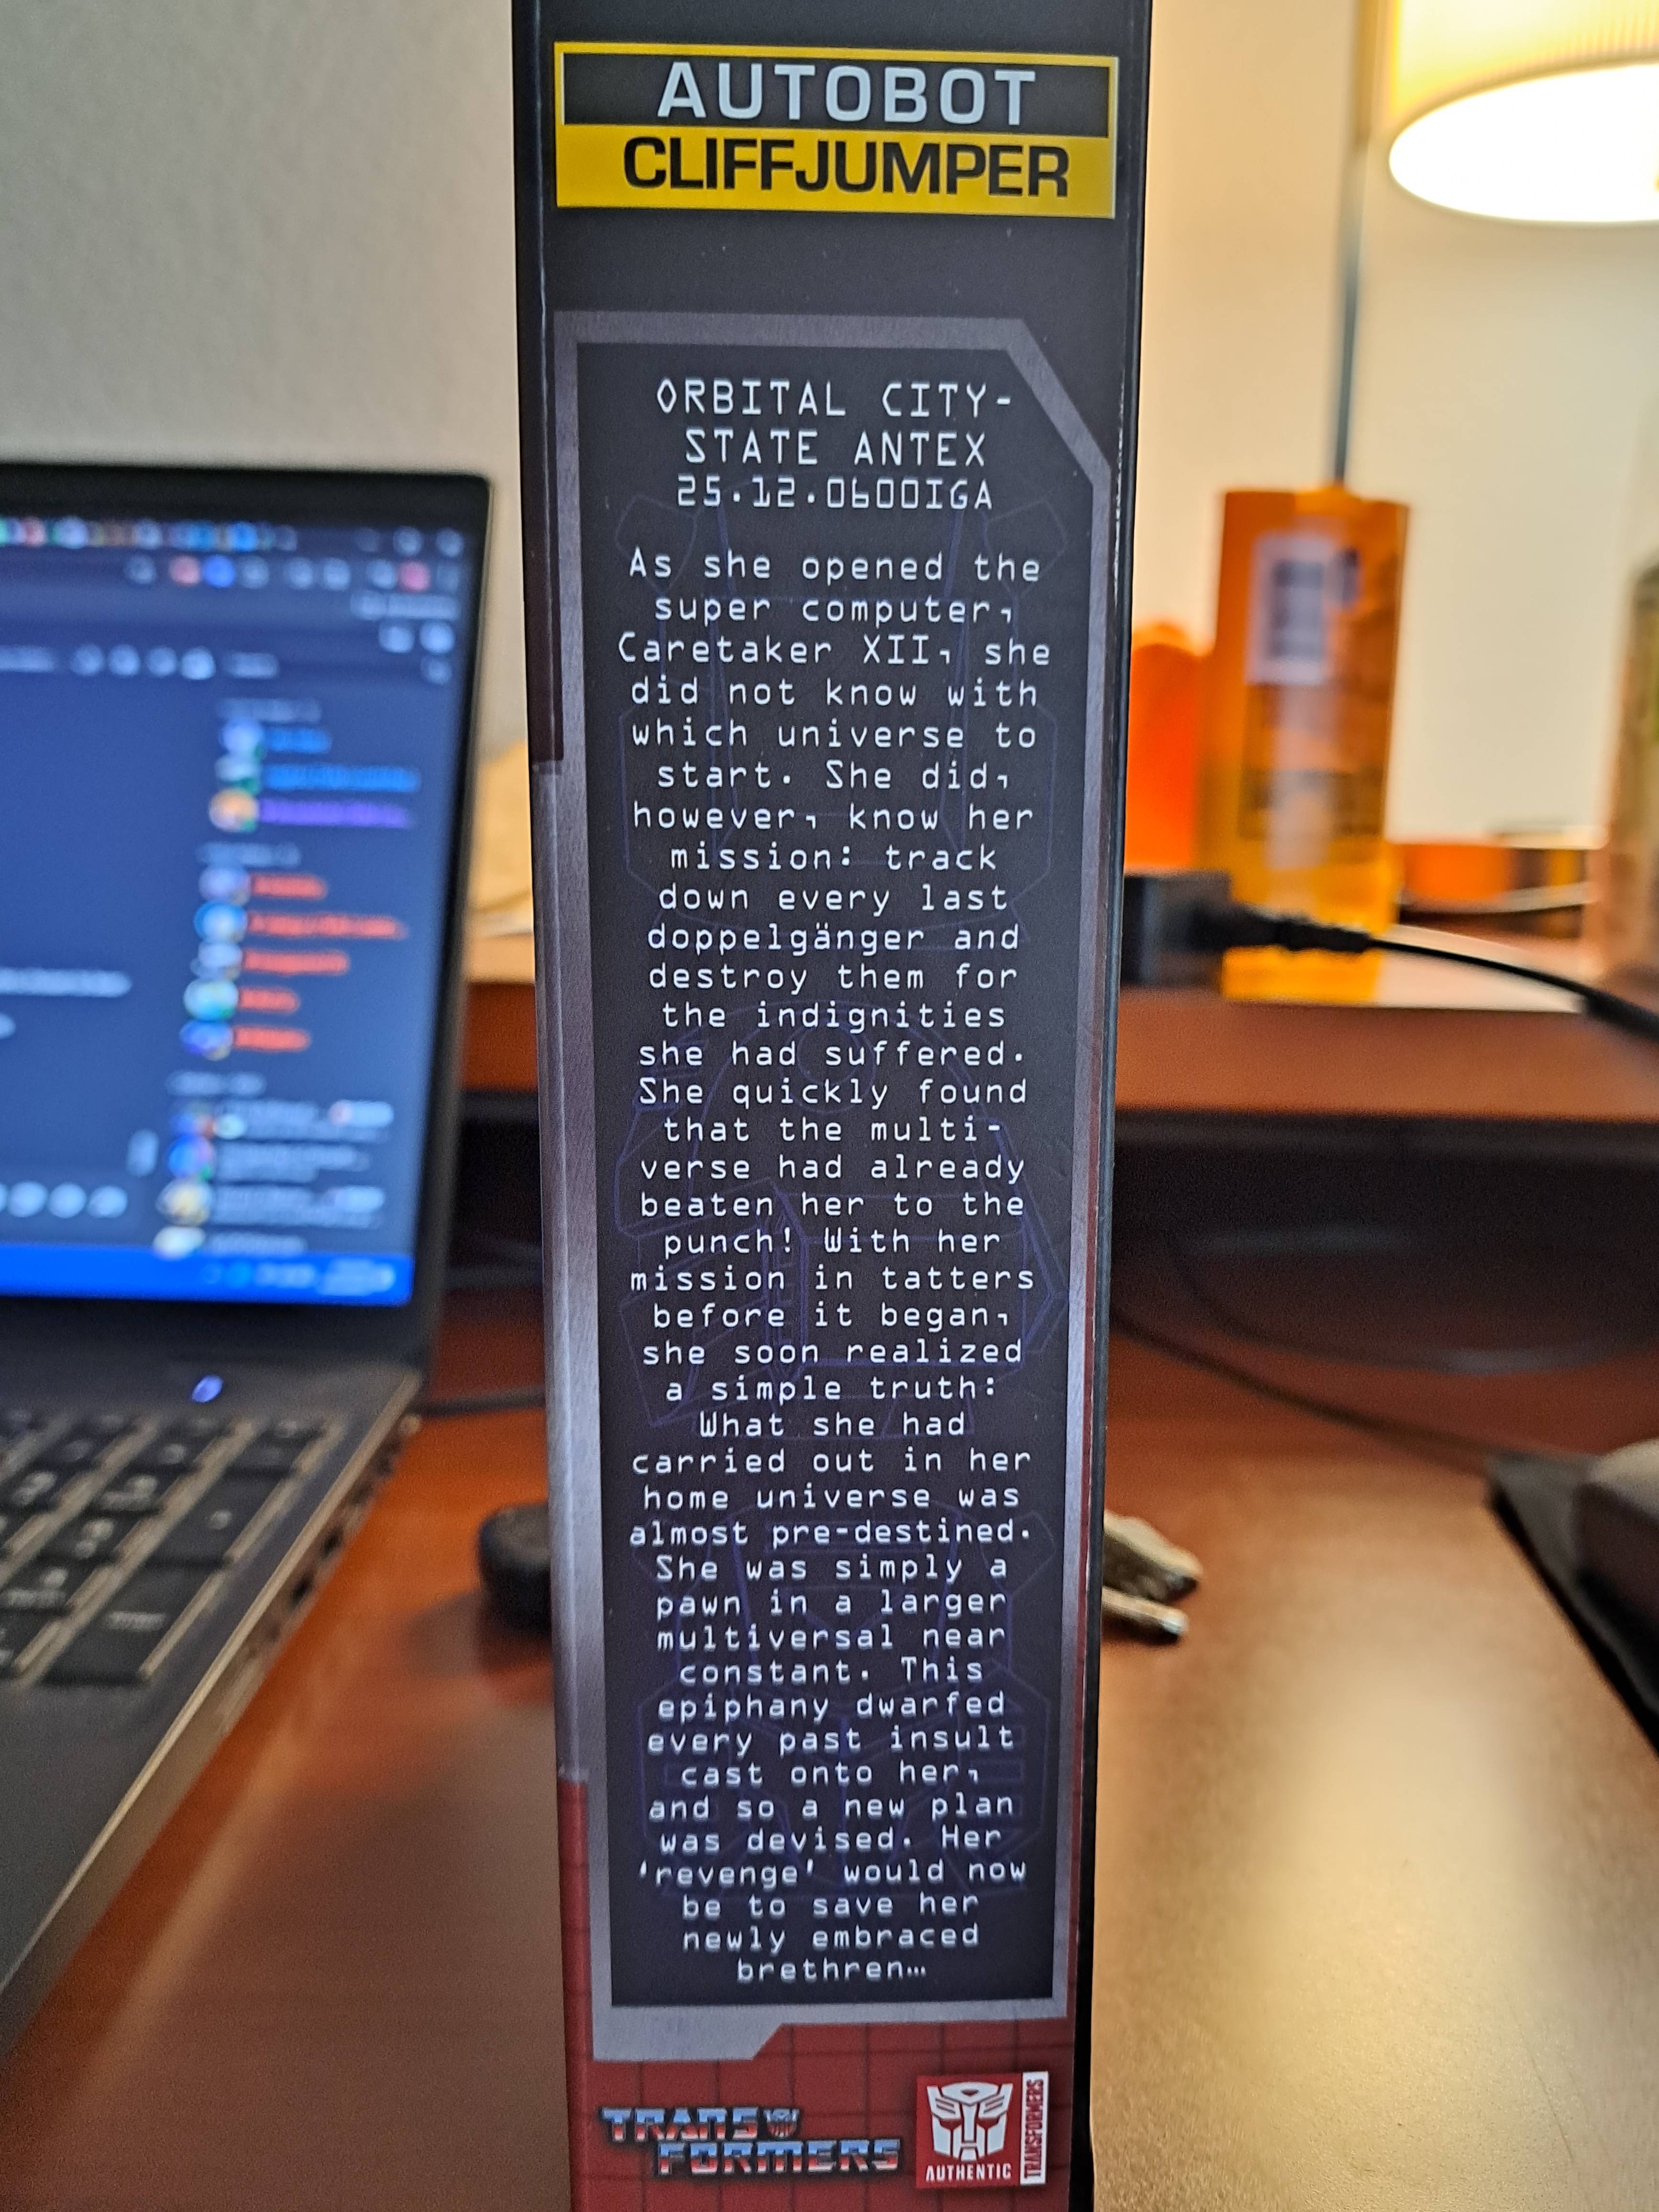 AUTOBOT
CLIFFJUMPER
ORBITAL CITY-
STATE ANTEX
25.12.0600IGA
As she opened the
super computer,
Caretaker XII, she
did not know with
which universe to
start. She did,
however, know her
mission: track
down every last
doppelgänger and
destroy them for
the indignities
she had suffered.
She quickly found
that the multi-
verse had already
beaten her to the
punch! With her
mission in tatters
before it began,
she soon realized
a simple truth:
What she had
carried out in her
home universe was
almost pre-destined.
She was simply a
pawn in a larger
multiversal near
constant. This
epiphany dwarfed
every past insult
cast onto her,
and so a new plan
was devised. Her
'revenge' would now
be to save her
newly embraced
brethren…
TRANSFORMERS
AUTHENTIC
TRANSFORMERS